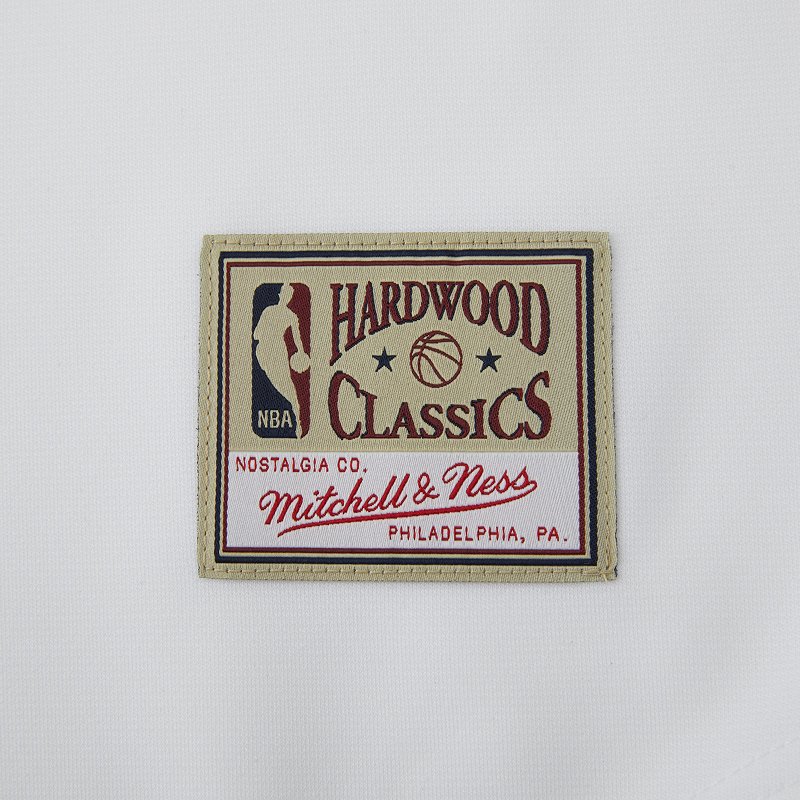 HARDWOOD
CLASSICS
NBA
NOSTALGIA CO.
Mitchell & Ness
PHILADELPHIA, PA.